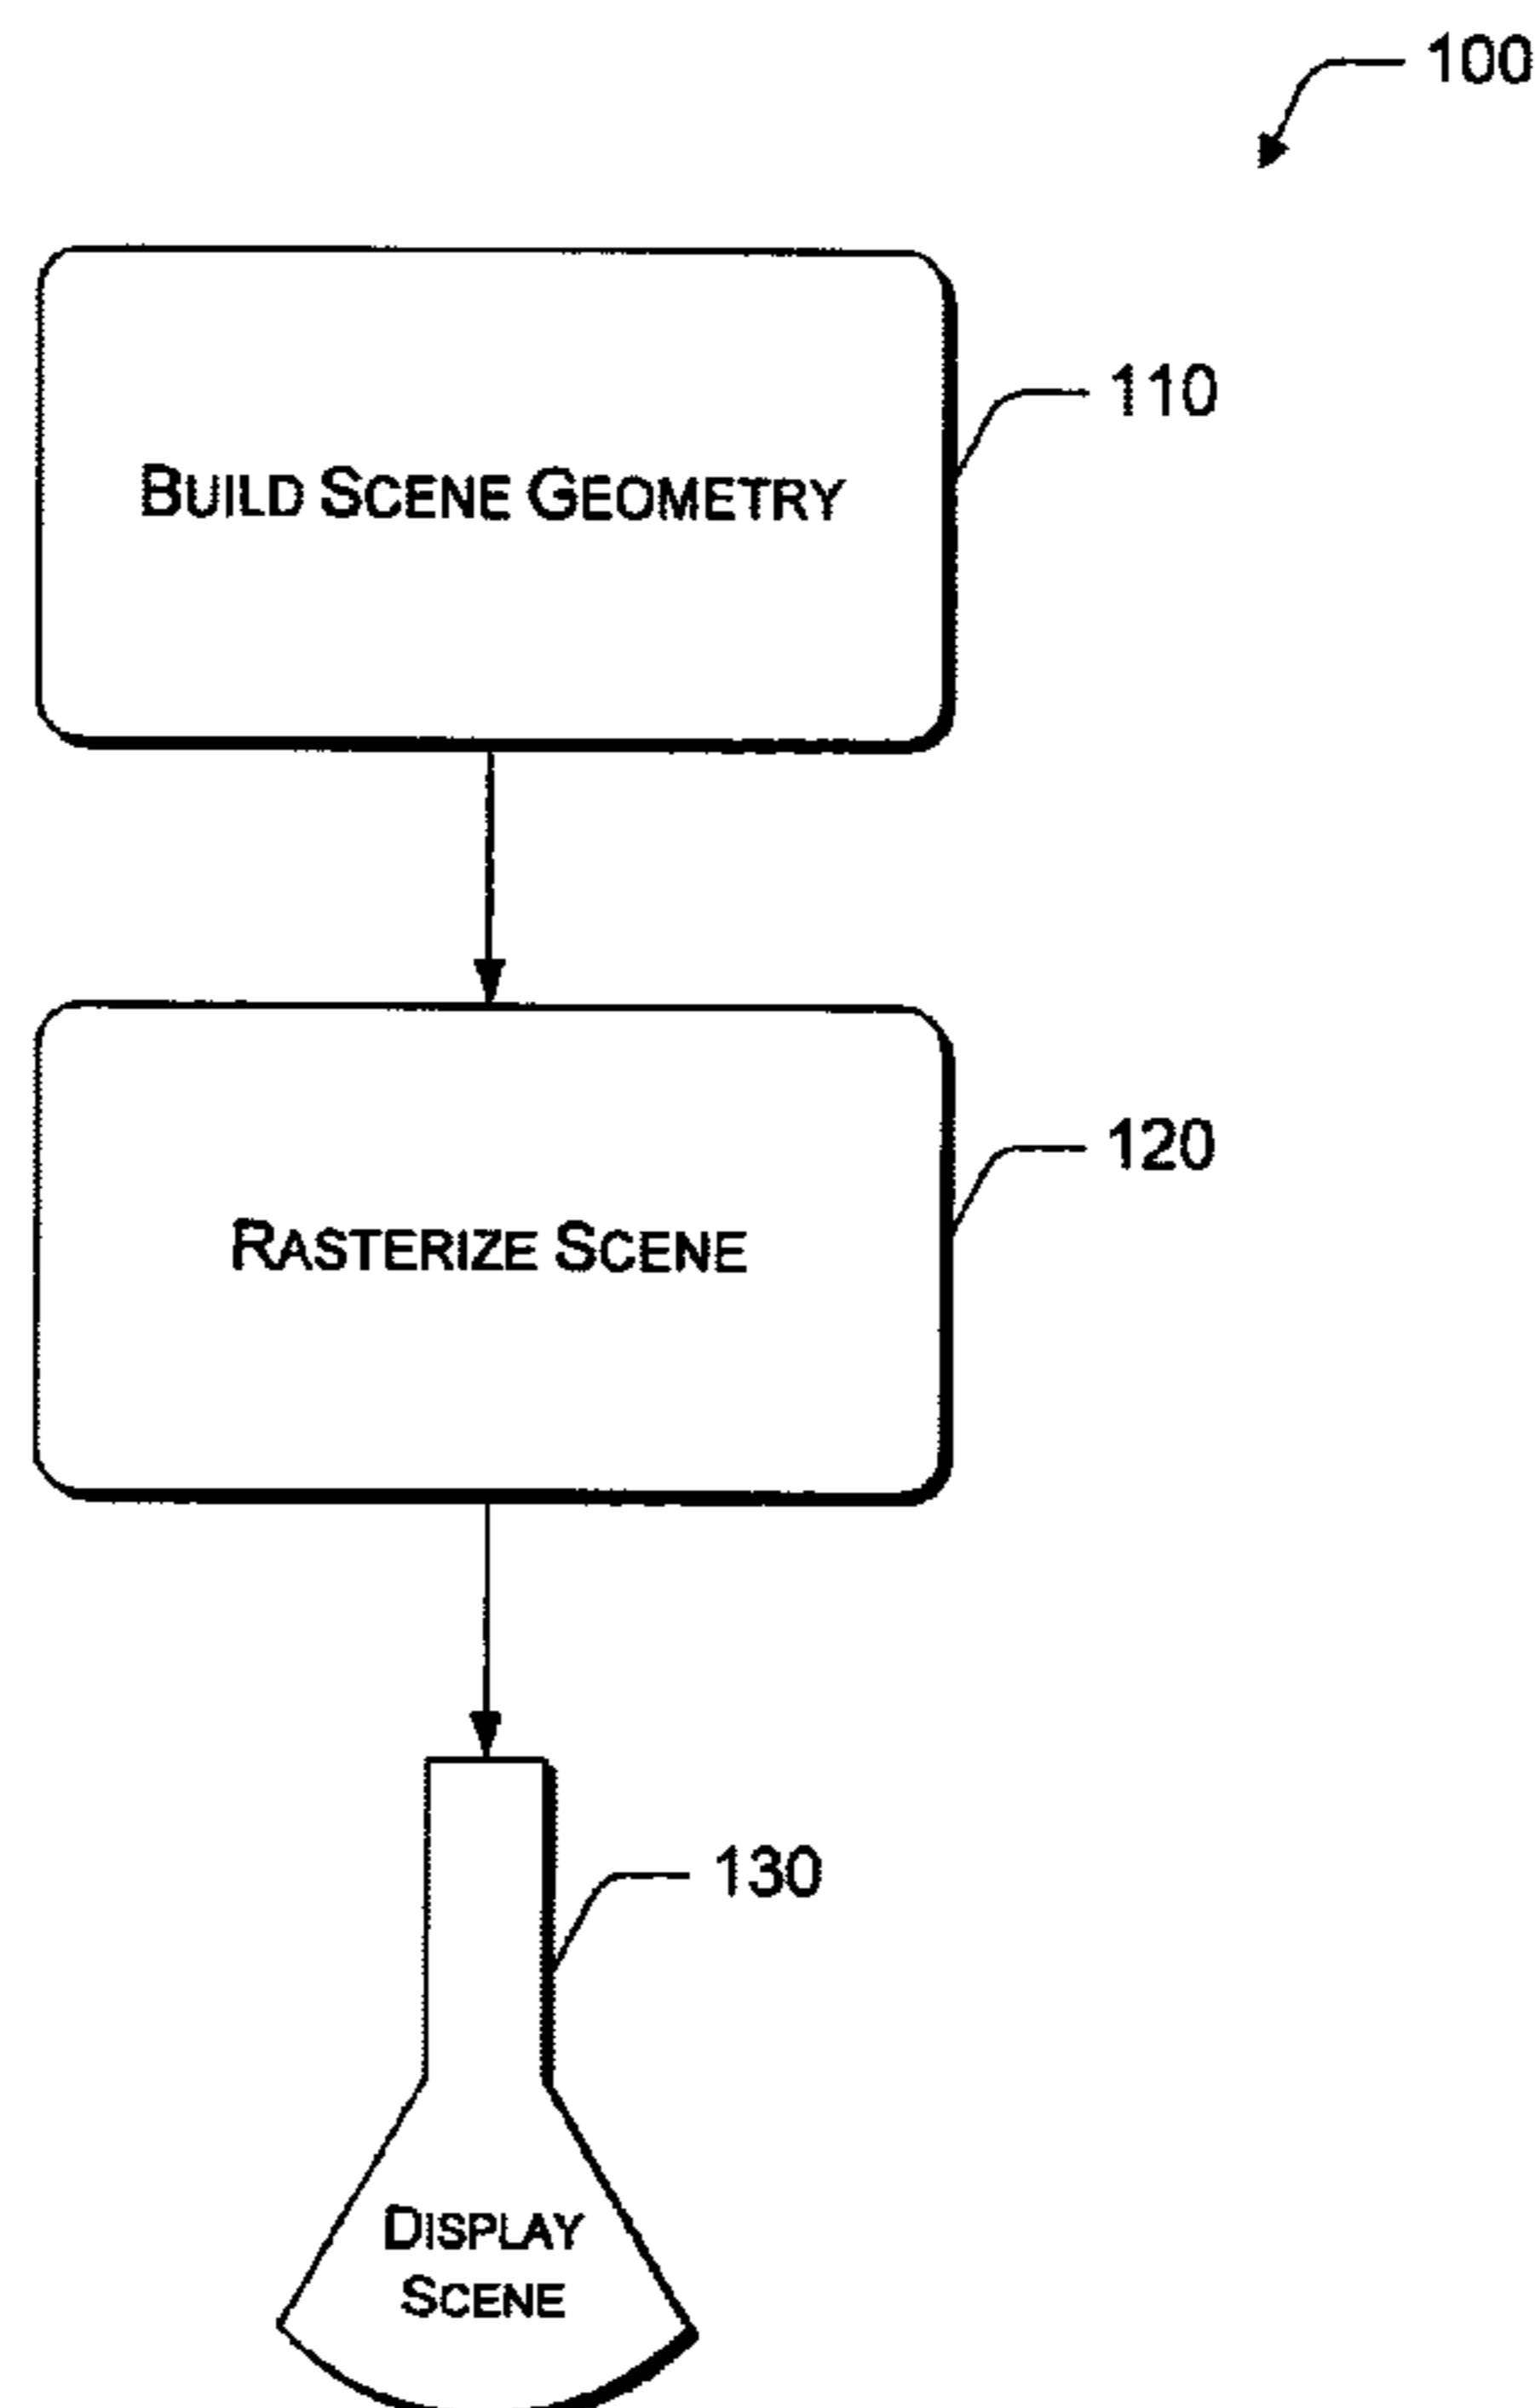 100
110
BUILD SCENE GEOMETRY
120
RASTERIZE SCENE
130
DISPLAY
SCENE